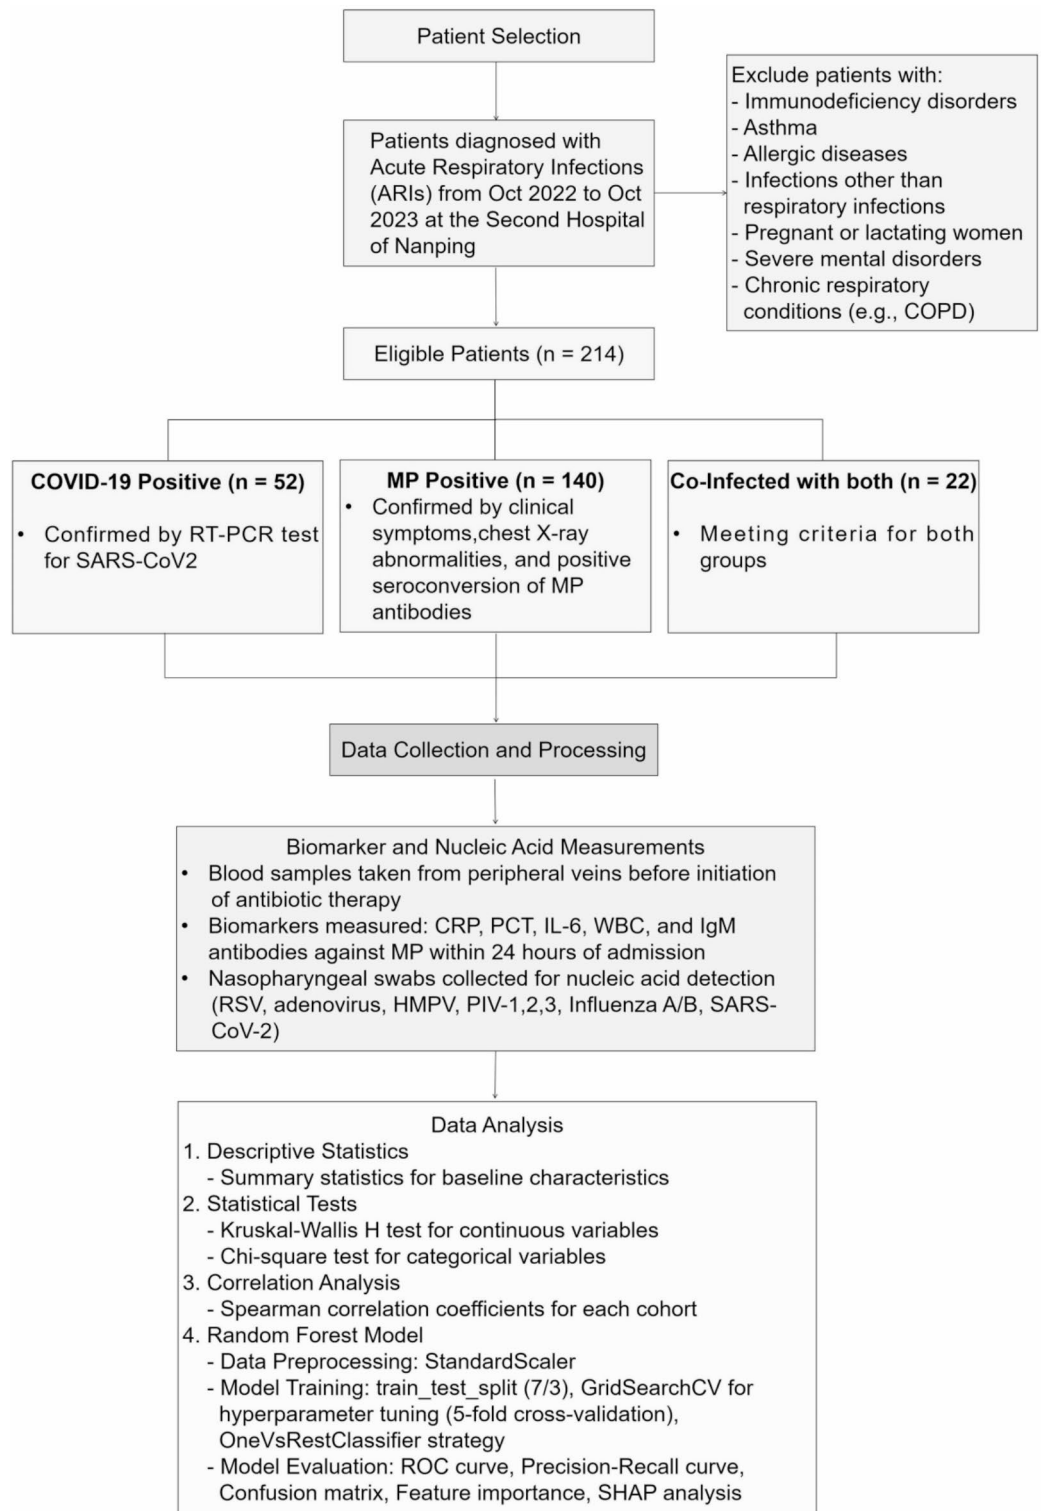 Patient Selection
Exclude patients with:
- Immunodeficiency disorders
- Asthma
- Allergic diseases
- Infections other than
respiratory infections
- Pregnant or lactating women
- Severe mental disorders
- Chronic respiratory
conditions (e.g., COPD)
Patients diagnosed with
Acute Respiratory Infections
(ARIs) from Oct 2022 to Oct
2023 at the Second Hospital
of Nanping
Eligible Patients (n = 214)
COVID-19 Positive (n = 52)
• Confirmed by RT-PCR test
for SARS-CoV2
MP Positive (n = 140)
• Confirmed by clinical
symptoms,chest X-ray
abnormalities, and positive
seroconversion of MP
antibodies
Co-Infected with both (n = 22)
• Meeting criteria for both
groups
Data Collection and Processing
Biomarker and Nucleic Acid Measurements
• Blood samples taken from peripheral veins before initiation
of antibiotic therapy
• Biomarkers measured: CRP, PCT, IL-6, WBC, and IgM
antibodies against MP within 24 hours of admission
• Nasopharyngeal swabs collected for nucleic acid detection
(RSV, adenovirus, HMPV, PIV-1,2,3, Influenza A/B, SARS-
CoV-2)
Data Analysis
1. Descriptive Statistics
- Summary statistics for baseline characteristics
2. Statistical Tests
- Kruskal-Wallis H test for continuous variables
- Chi-square test for categorical variables
3. Correlation Analysis
- Spearman correlation coefficients for each cohort
4. Random Forest Model
- Data Preprocessing: StandardScaler
- Model Training: train_test_split (7/3), GridSearchCV for
hyperparameter tuning (5-fold cross-validation),
OneVsRestClassifier strategy
- Model Evaluation: ROC curve, Precision-Recall curve,
Confusion matrix, Feature importance, SHAP analysis